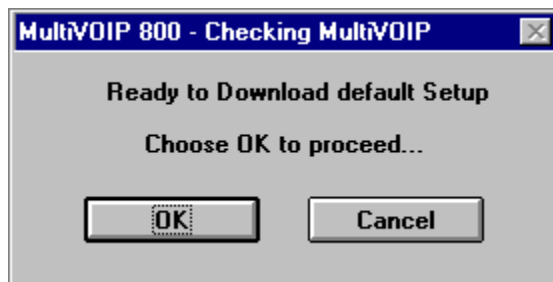 MultiVOIP 800 - Checking MultiVOIP
Ready to Download default Setup
Choose OK to proceed...
OK Cancel